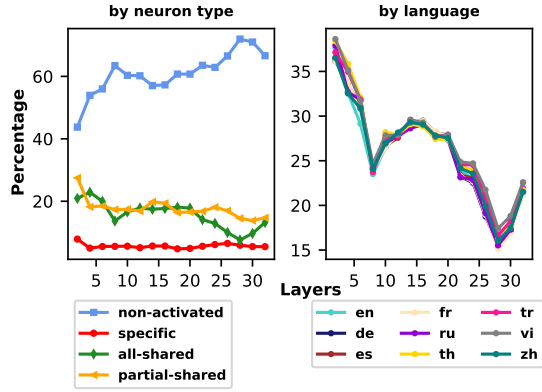 by neuron type
by language
Percentage
60
40
20
35
30
25
20
15
5 10 15 20 25 30
5 10 15 20 25 30
Layers
non-activated
specific
all-shared
partial-shared
en fr tr
de ru vi
es th zh